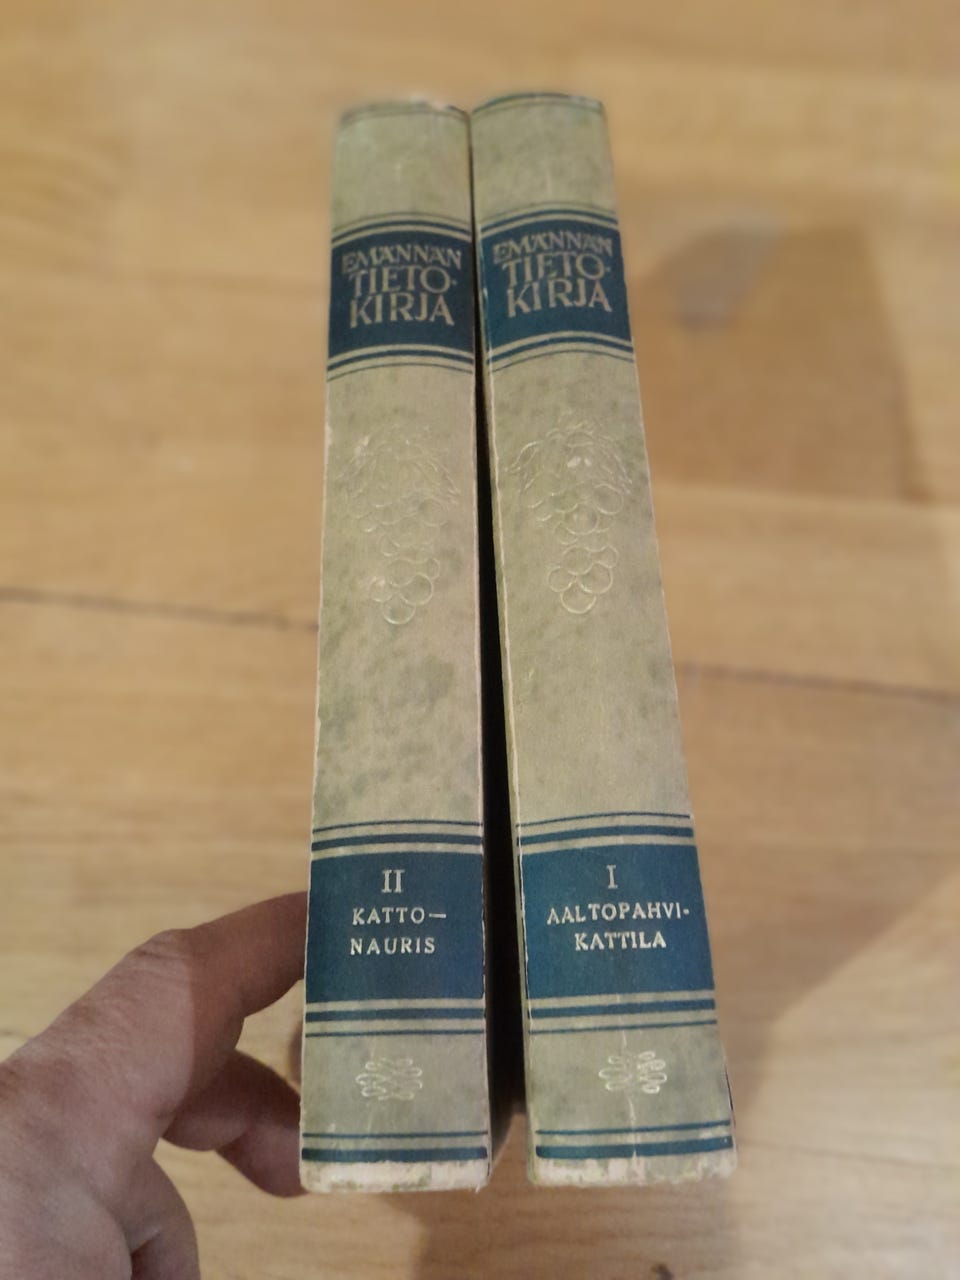 EMÄNNÄN
TIETO-
KIRJA
II
KATTO—
NAURIS
EMÄNNÄN
TIETO-
KIRJA
I
AALTOPAHVI-
KATTILA